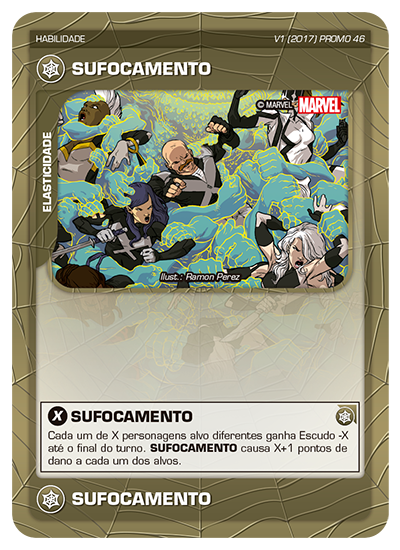 HABILIDADE
V1 (2017) PROMO 46
SUFOCAMENTO
© MARVEL MARVEL
ELASTICIDADE
Ilust.: Ramon Perez
X SUFOCAMENTO
Cada um de X personagens alvo diferentes ganha Escudo -X
até o final do turno. SUFOCAMENTO causa X+1 pontos de
dano a cada um dos alvos.
SUFOCAMENTO